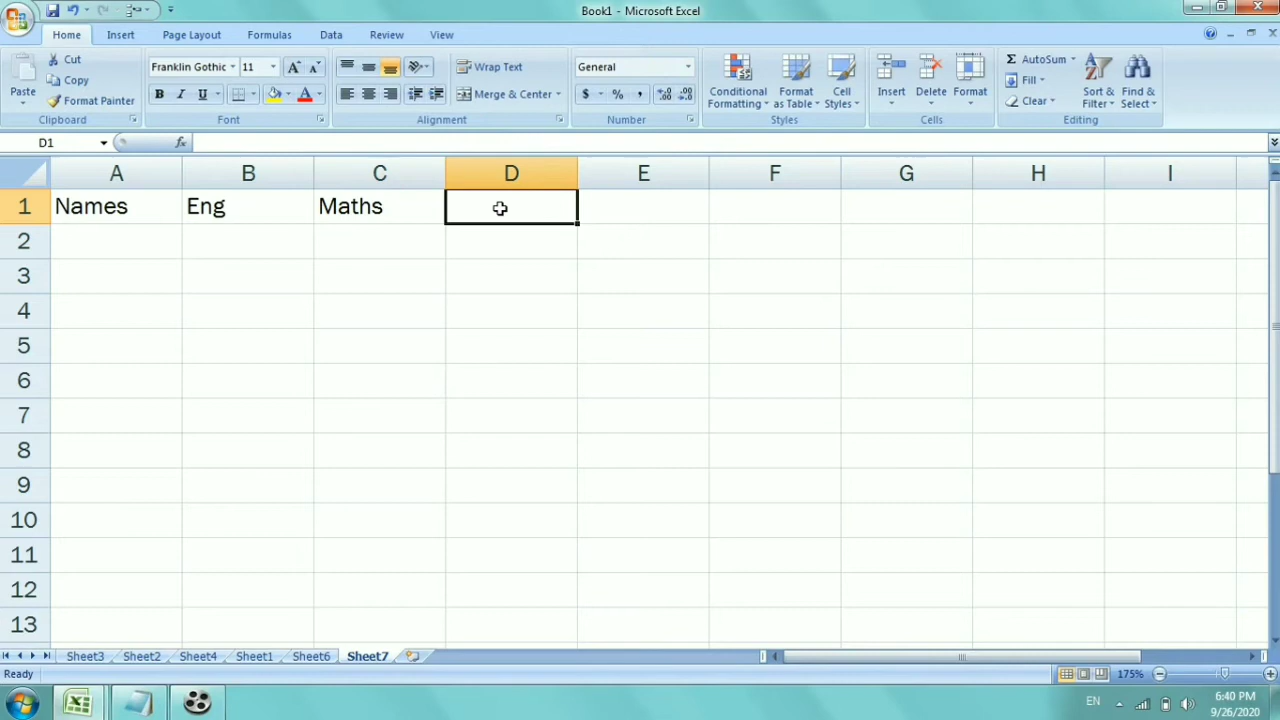 Book1 - Microsoft Excel
Home Insert Page Layout Formulas Data Review View
Cut
Copy
Format Painter
Paste
Clipboard
Franklin Gothic 11
B I U
Font
Wrap Text
Merge & Center
Alignment
General
$ % ,
Number
Conditional Formatting
Format as Table
Cell Styles
Styles
Insert
Delete
Format
Cells
Σ AutoSum
Fill
Clear
Sort & Filter
Find & Select
Editing
D1 fx
A B C D E F G H I
1 Names Eng Maths
2
3
4
5
6
7
8
9
10
11
12
13
Sheet3 Sheet2 Sheet4 Sheet1 Sheet6 Sheet7
Ready 175%
EN
6:40 PM
9/26/2020